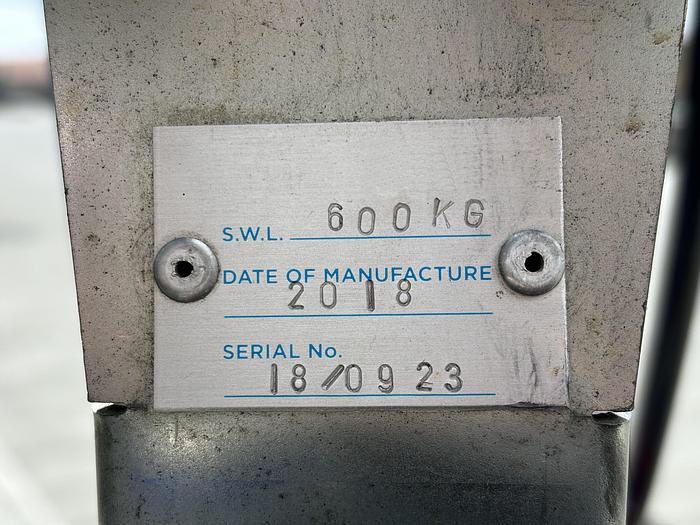 S.W.L. 600KG
DATE OF MANUFACTURE
2018
SERIAL No.
18/0923